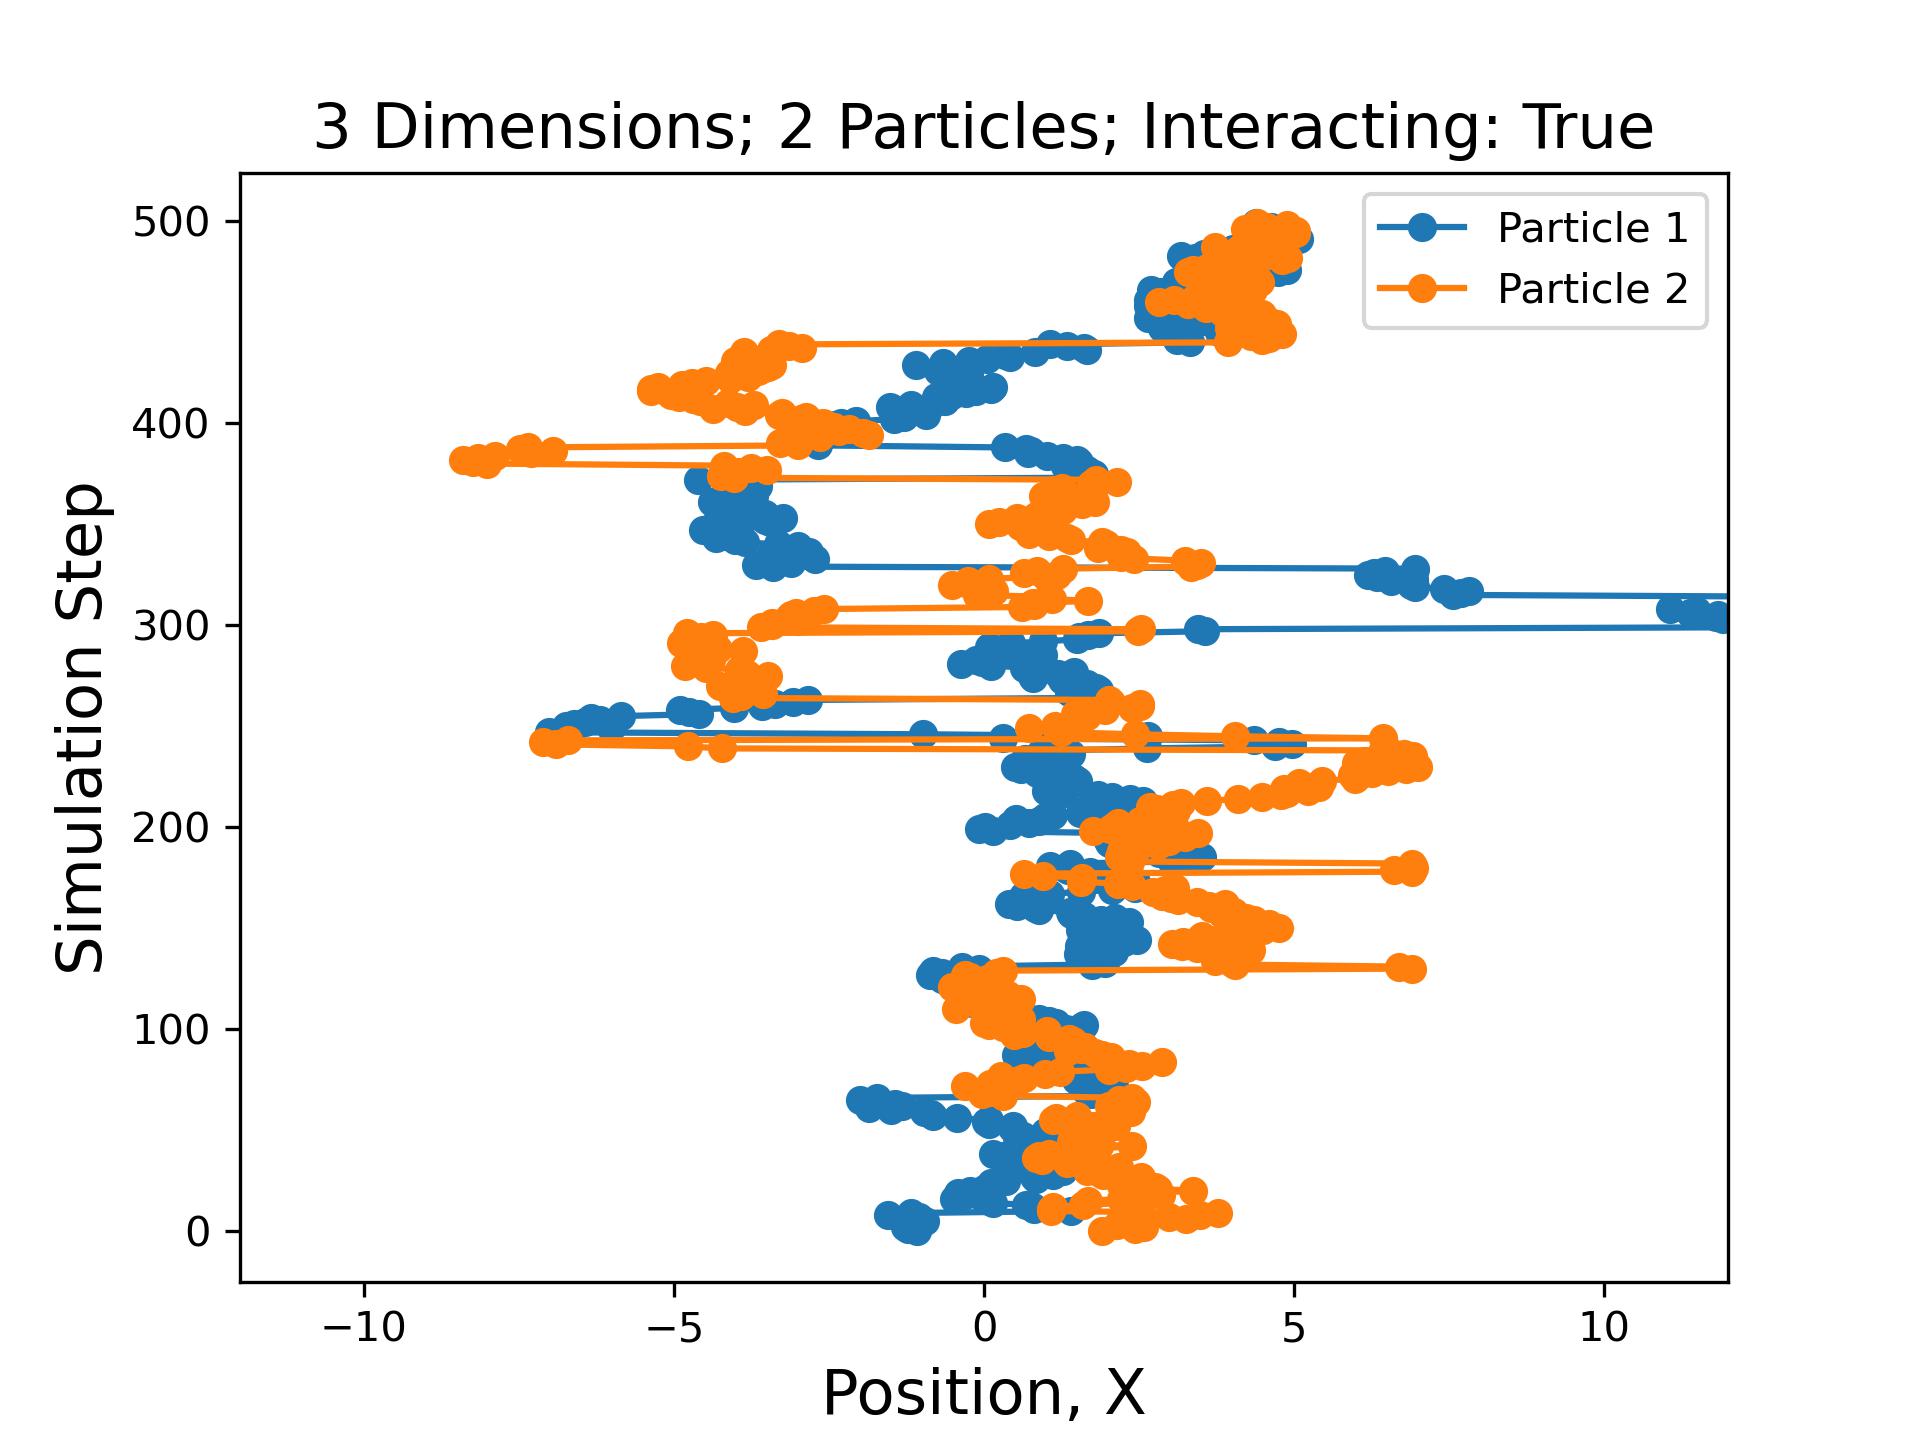 3 Dimensions; 2 Particles; Interacting: True
Particle 1
Particle 2
Simulation Step
500
400
300
200
100
0
−10
−5
0
5
10
Position, X